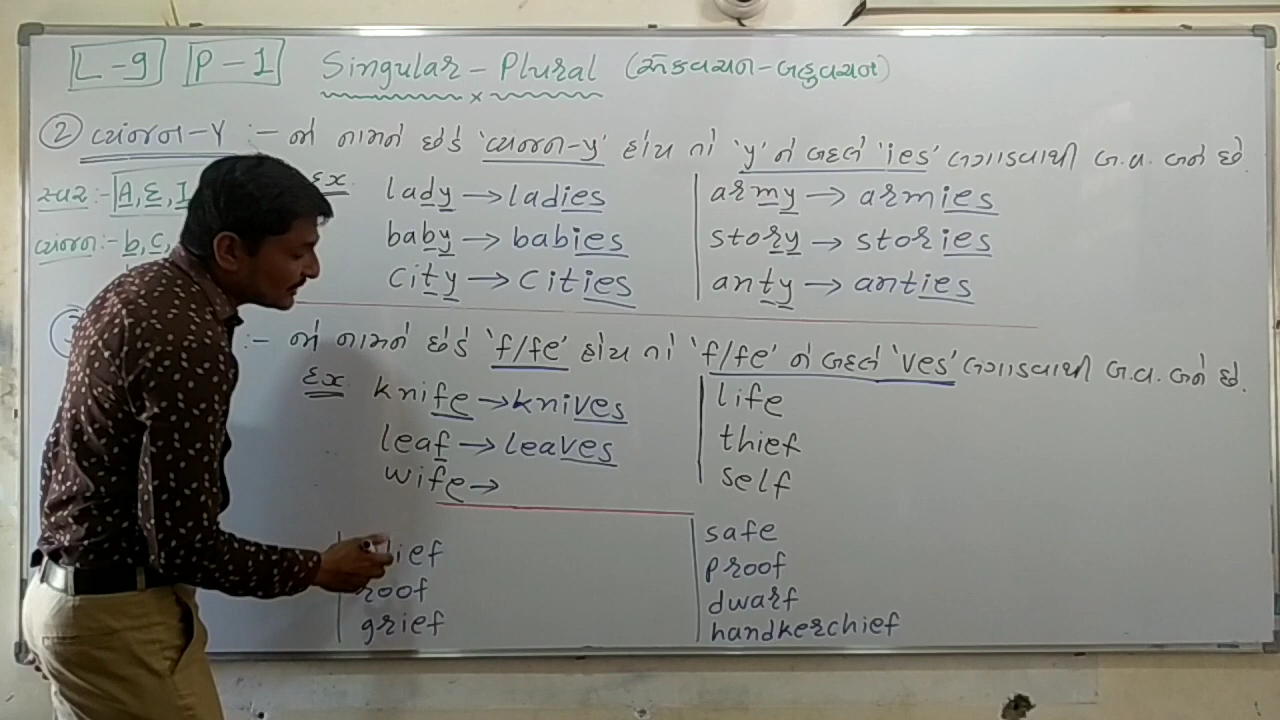 L-9 P-1 Singular - Plural (એકવચન-બહુવચન)
② વ્યંજન-Y :- જો નામને છેડે 'વ્યંજન-y' હોય તો 'y' ને બદલે 'ies' લગાડવાથી બ.વ. બને છે.
સ્વર :- A, E, I
વ્યંજન :- b, c,
Ex
lady → ladies
baby → babies
city → cities
army → armies
story → stories
anty → anties
:- જો નામને છેડે 'f/fe' હોય તો 'f/fe' ને બદલે 'ves' લગાડવાથી બ.વ. બને છે.
Ex
knife → knives
leaf → leaves
wife →
life
thief
self
ief
roof
grief
safe
proof
dwarf
handkerchief